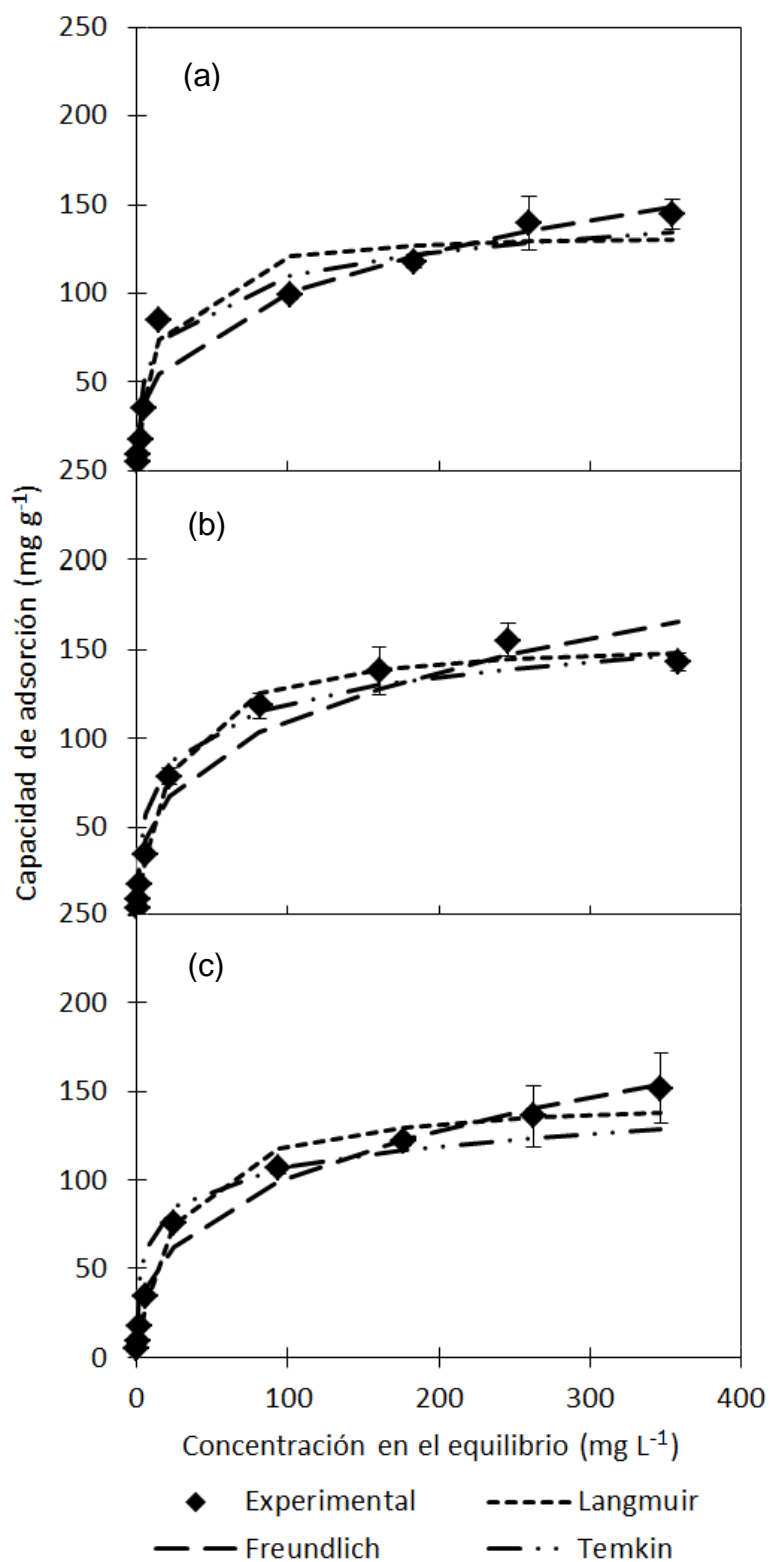 250
(a)
200
150
100
50
250
(b)
200
150
100
50
250
(c)
200
150
100
50
0
0 100 200 300 400
Capacidad de adsorción (mg g⁻¹)
Concentración en el equilibrio (mg L⁻¹)
Experimental Langmuir
Freundlich Temkin